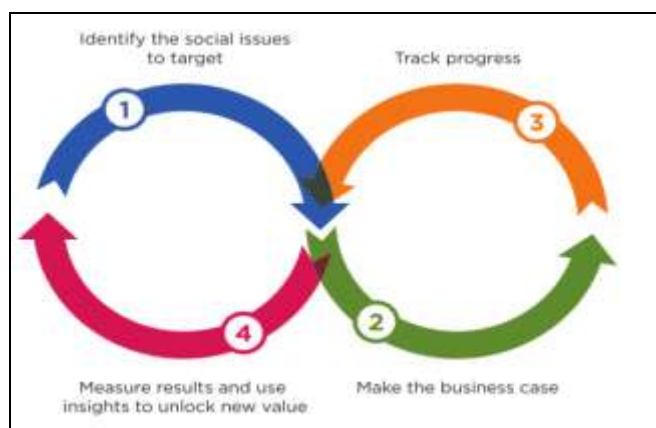 Identify the social issues
to target
Track progress
1
3
4
2
Measure results and use
insights to unlock new value
Make the business case